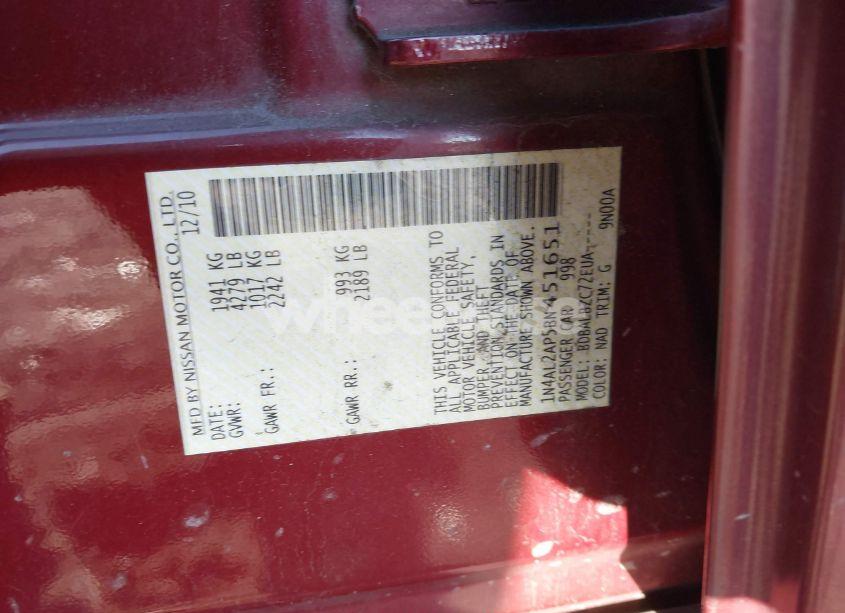 MFD BY NISSAN MOTOR CO., LTD.
DATE: 12/10
GVWR: 1941 KG
4279 LB
GAWR FR.: 1017 KG
2242 LB
GAWR RR.: 993 KG
2189 LB
THIS VEHICLE CONFORMS TO
ALL APPLICABLE FEDERAL
MOTOR VEHICLE SAFETY,
BUMPER, AND THEFT
PREVENTION STANDARDS IN
EFFECT ON THE DATE OF
MANUFACTURE SHOWN ABOVE.
1N4AL2AP5BN451651
PASSENGER CAR 998
MODEL: BDBALB7C72EUA-----
COLOR: NAD TRIM: G 9N00A